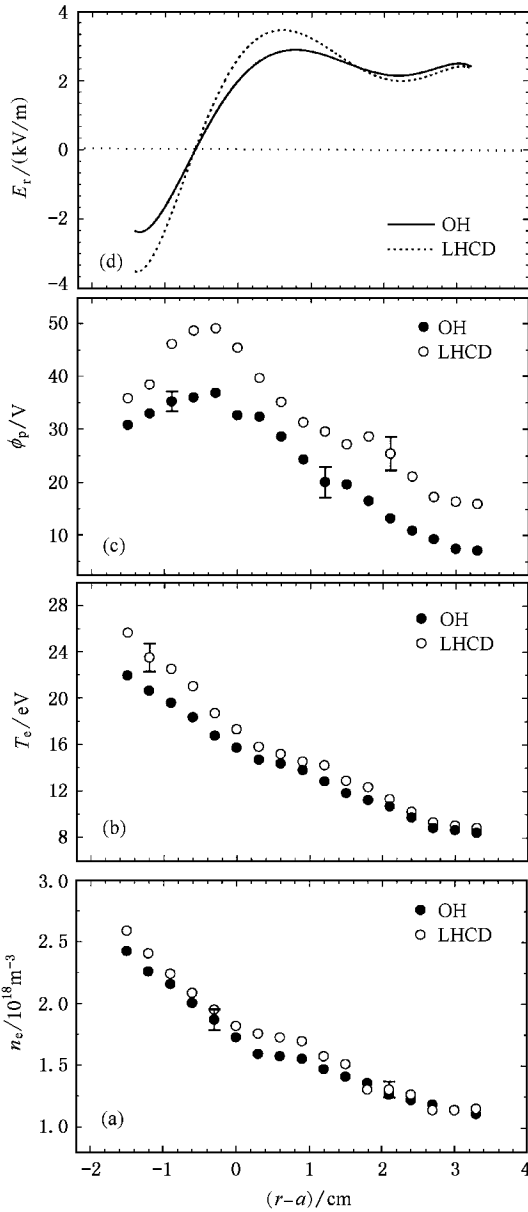 4
2
0
−2
−4
E_r/(kV/m)
OH
LHCD
(d)
50
40
30
20
10
ϕ_p/V
OH
LHCD
(c)
28
24
20
16
12
8
T_e/eV
OH
LHCD
(b)
3.0
2.5
2.0
1.5
1.0
n_e/10^18 m^−3
OH
LHCD
(a)
−2 −1 0 1 2 3 4
(r−a)/cm